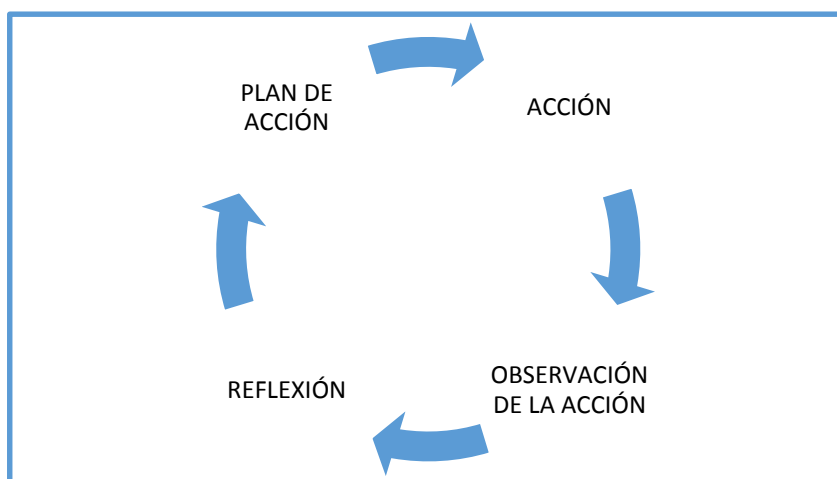 PLAN DE
ACCIÓN
ACCIÓN
OBSERVACIÓN
DE LA ACCIÓN
REFLEXIÓN